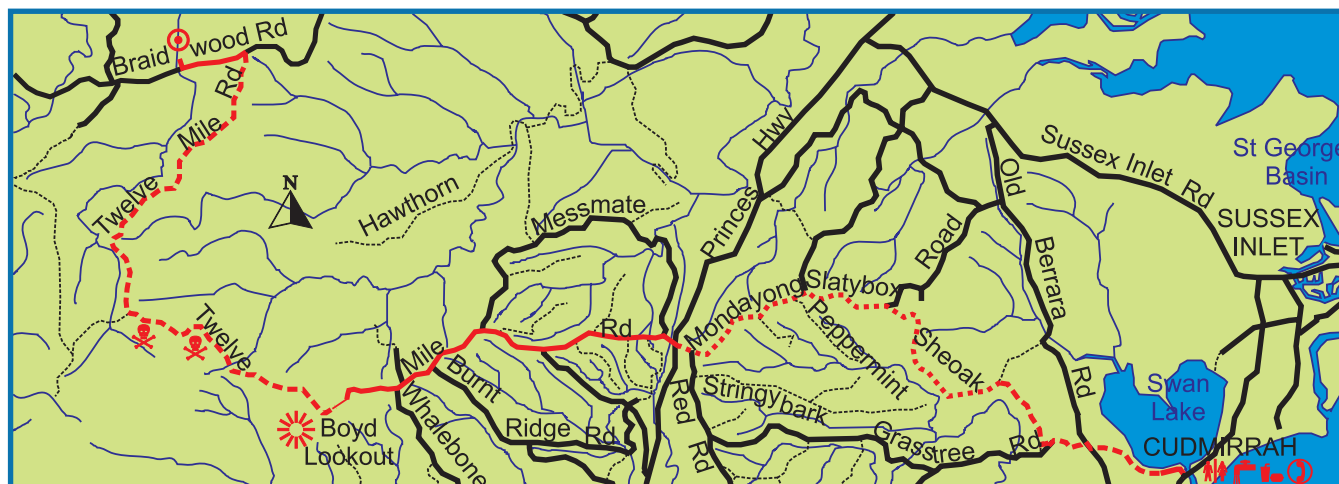 Braid wood Rd
Twelve Mile Rd
N
Hawthorn
Messmate
Princes Hwy
Sussex Inlet Rd
St George
Basin
SUSSEX
INLET
Old Berrara Rd
Slatybox Road
Mondayong
Peppermint
Sheoak
Twelve Mile Rd
Burnt
Ridge Rd
Whalebone
Boyd
Lookout
Stringybark
Red Rd
Grasstree Rd
Swan
Lake
CUDMIRRAH